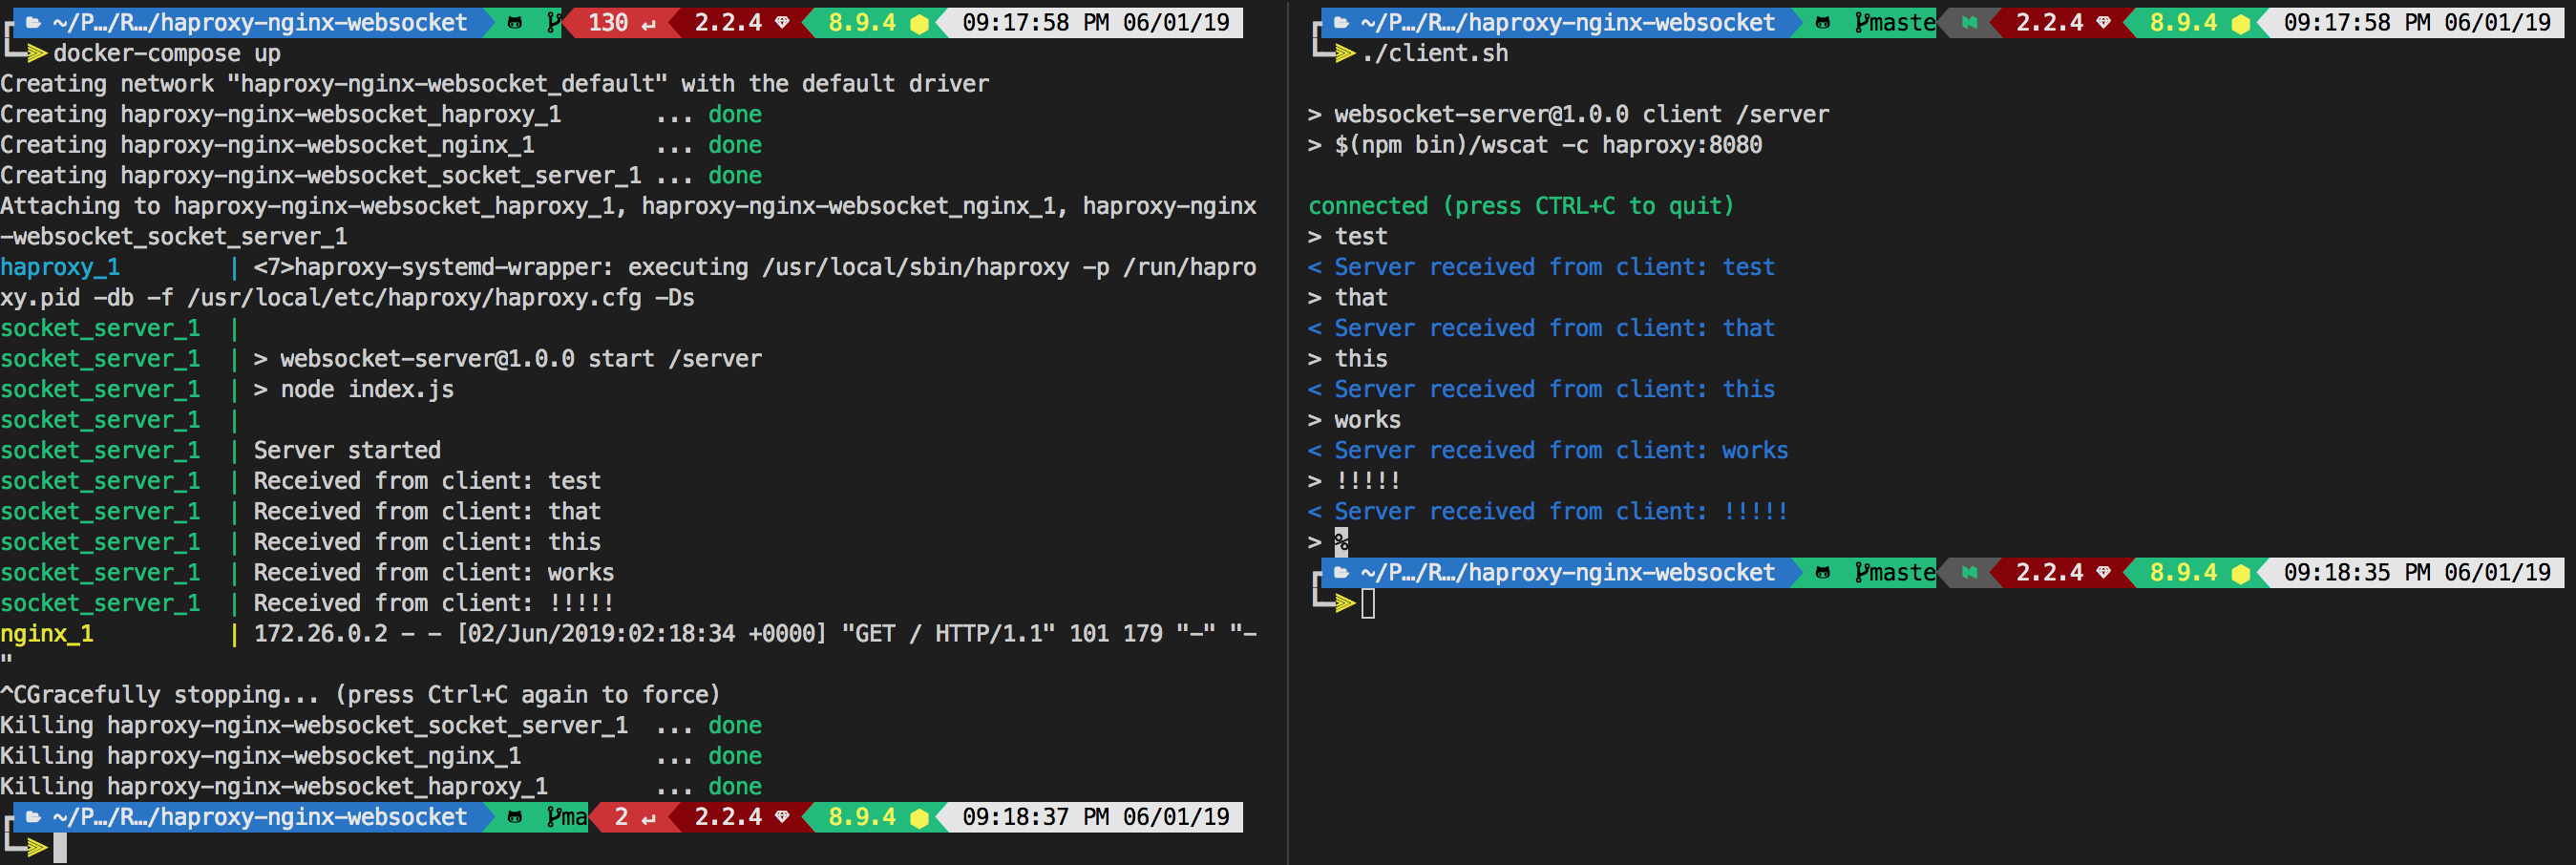 ~/P…/R…/haproxy-nginx-websocket 130 ↵ 2.2.4 8.9.4 09:17:58 PM 06/01/19
docker-compose up
Creating network "haproxy-nginx-websocket_default" with the default driver
Creating haproxy-nginx-websocket_haproxy_1       ... done
Creating haproxy-nginx-websocket_nginx_1         ... done
Creating haproxy-nginx-websocket_socket_server_1 ... done
Attaching to haproxy-nginx-websocket_haproxy_1, haproxy-nginx-websocket_nginx_1, haproxy-nginx
-websocket_socket_server_1
haproxy_1        | <7>haproxy-systemd-wrapper: executing /usr/local/sbin/haproxy -p /run/hapro
xy.pid -db -f /usr/local/etc/haproxy/haproxy.cfg -Ds
socket_server_1  |
socket_server_1  | > websocket-server@1.0.0 start /server
socket_server_1  | > node index.js
socket_server_1  |
socket_server_1  | Server started
socket_server_1  | Received from client: test
socket_server_1  | Received from client: that
socket_server_1  | Received from client: this
socket_server_1  | Received from client: works
socket_server_1  | Received from client: !!!!!
nginx_1          | 172.26.0.2 - - [02/Jun/2019:02:18:34 +0000] "GET / HTTP/1.1" 101 179 "-" "-
"
^CGracefully stopping... (press Ctrl+C again to force)
Killing haproxy-nginx-websocket_socket_server_1  ... done
Killing haproxy-nginx-websocket_nginx_1          ... done
Killing haproxy-nginx-websocket_haproxy_1        ... done
~/P…/R…/haproxy-nginx-websocket ma 2 ↵ 2.2.4 8.9.4 09:18:37 PM 06/01/19
~/P…/R…/haproxy-nginx-websocket maste 2.2.4 8.9.4 09:17:58 PM 06/01/19
./client.sh
> websocket-server@1.0.0 client /server
> $(npm bin)/wscat -c haproxy:8080
connected (press CTRL+C to quit)
> test
< Server received from client: test
> that
< Server received from client: that
> this
< Server received from client: this
> works
< Server received from client: works
> !!!!!
< Server received from client: !!!!!
> %
~/P…/R…/haproxy-nginx-websocket maste 2.2.4 8.9.4 09:18:35 PM 06/01/19